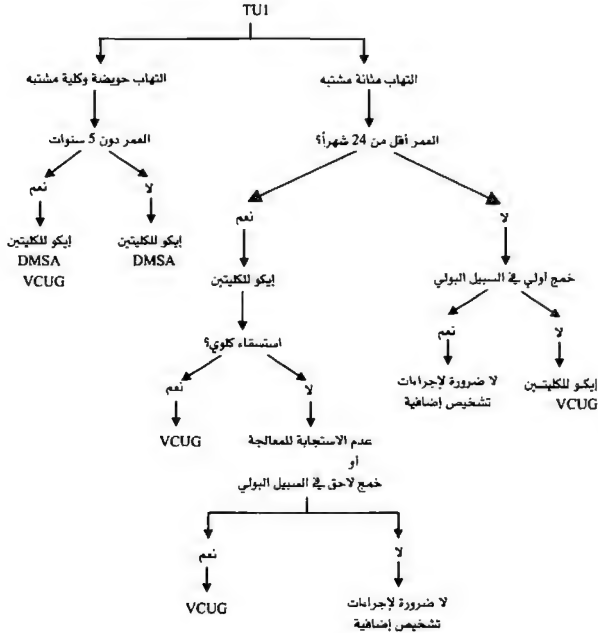 TU1
التهاب مثانة مشتبه
التهاب حويضة وكلية مشتبه
العمر أقل من 24 شهراً؟
العمر دون 5 سنوات
لا
نعم
لا
نعم
خمج أولي في السبيل البولي
إيكو للكليتين
إيكو للكليتين
DMSA
إيكو للكليتين
DMSA
VCUG
لا
نعم
استسقاء كلوي؟
إيكو للكليتين
VCUG
لا ضرورة لإجراءات
تشخيص إضافية
لا
نعم
عدم الاستجابة للمعالجة
أو
خمج لاحق في السبيل البولي
VCUG
لا
نعم
لا ضرورة لإجراءات
تشخيص إضافية
VCUG